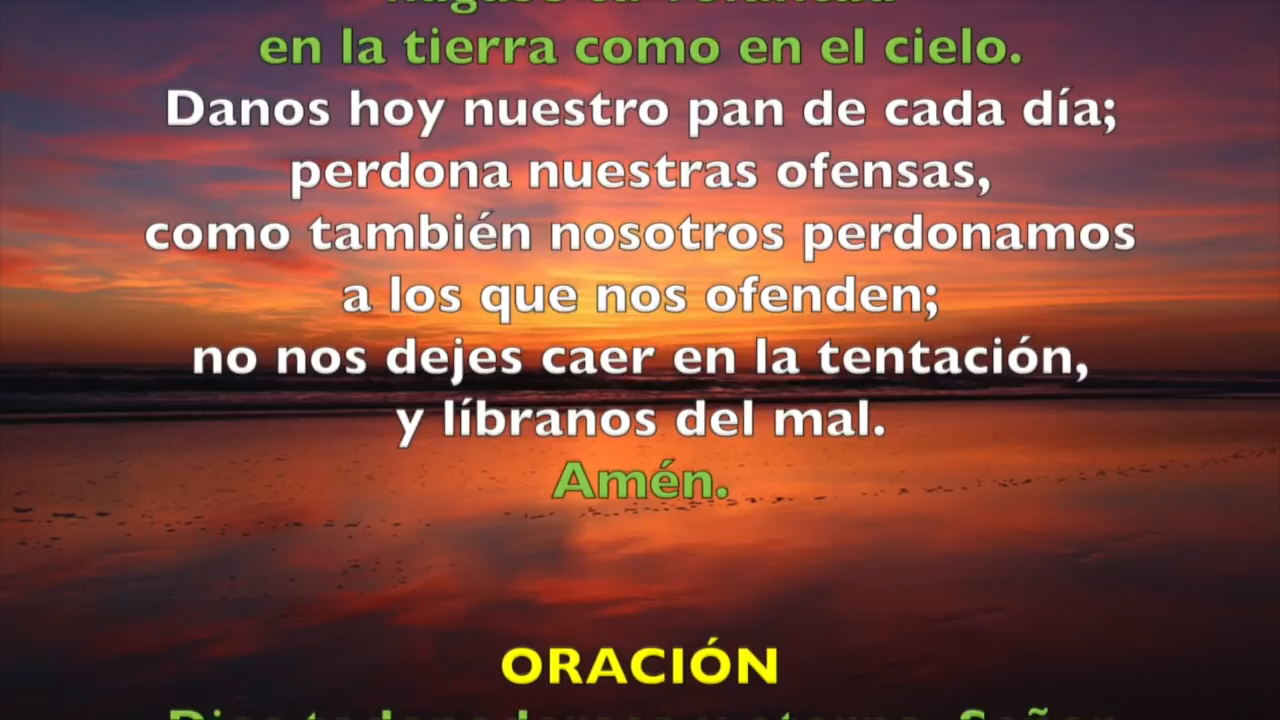 en la tierra como en el cielo.
Danos hoy nuestro pan de cada día;
perdona nuestras ofensas,
como también nosotros perdonamos
a los que nos ofenden;
no nos dejes caer en la tentación,
y líbranos del mal.
Amén.
ORACIÓN